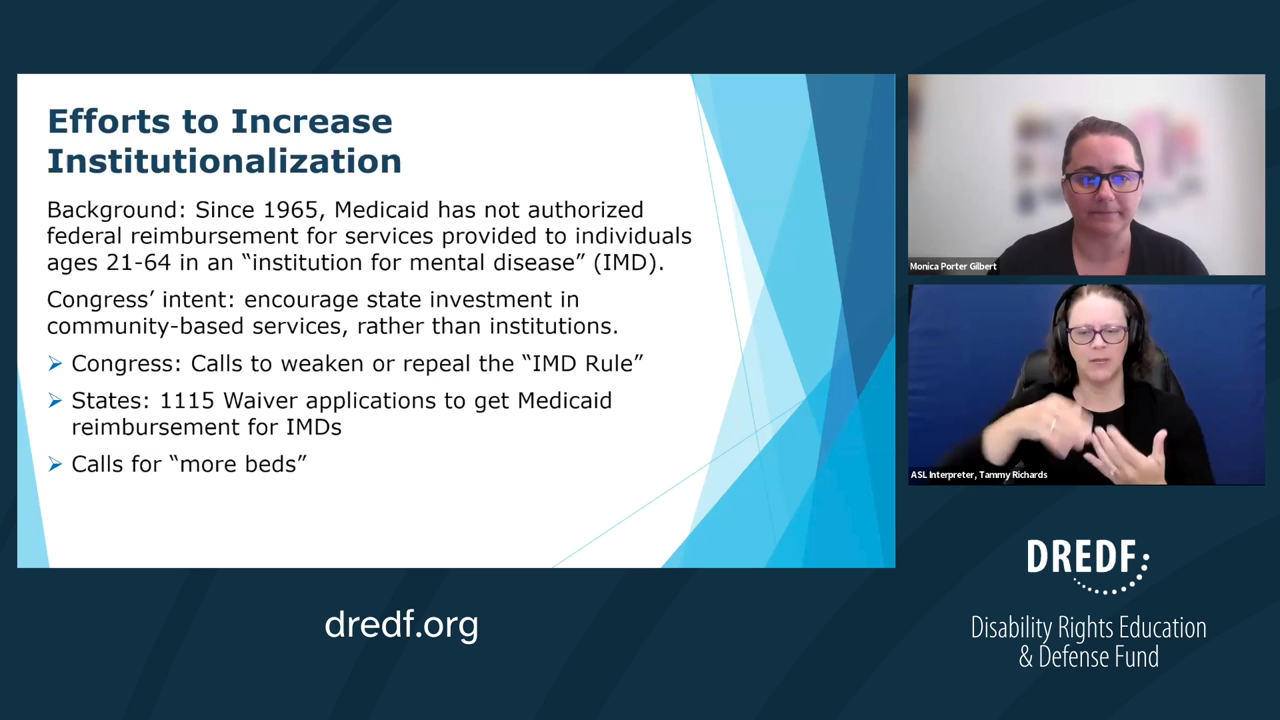 Efforts to Increase
Institutionalization
Background: Since 1965, Medicaid has not authorized
federal reimbursement for services provided to individuals
ages 21-64 in an “institution for mental disease” (IMD).
Congress’ intent: encourage state investment in
community-based services, rather than institutions.
Congress: Calls to weaken or repeal the “IMD Rule”
States: 1115 Waiver applications to get Medicaid
reimbursement for IMDs
Calls for “more beds”
Monica Porter Gilbert
ASL Interpreter, Tammy Richards
DREDF
Disability Rights Education
& Defense Fund
dredf.org